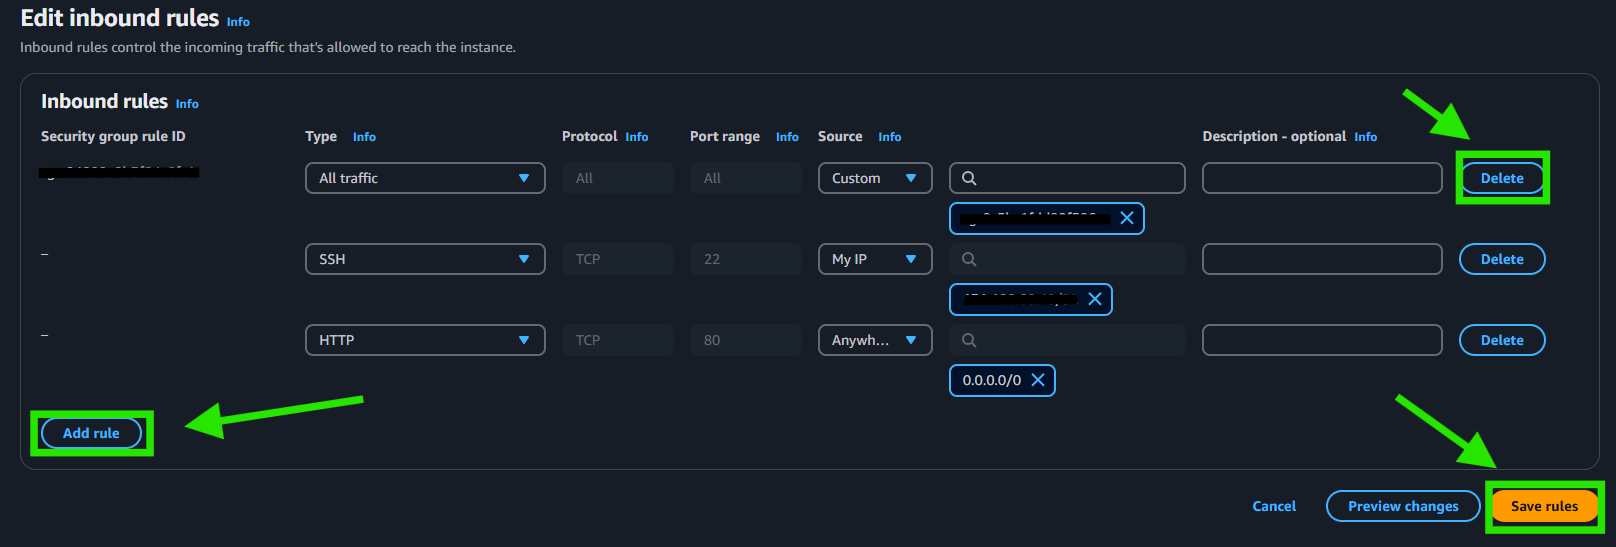 Edit inbound rules Info
Inbound rules control the incoming traffic that's allowed to reach the instance.
Inbound rules Info
Security group rule ID Type Info Protocol Info Port range Info Source Info Description - optional Info
All traffic All All Custom Delete
– SSH TCP 22 My IP Delete
– HTTP TCP 80 Anywh... Delete
0.0.0.0/0
Add rule
Cancel Preview changes Save rules